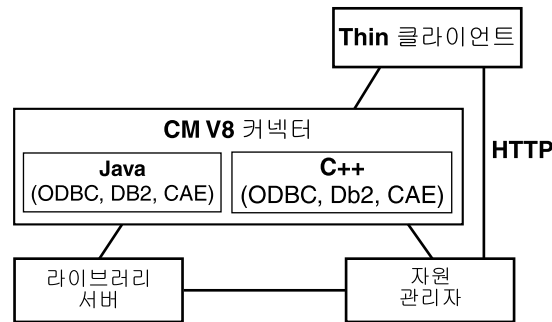 Thin 클라이언트
CM V8 커넥터
HTTP
Java
(ODBC, DB2, CAE)
C++
(ODBC, Db2, CAE)
라이브러리
서버
자원
관리자